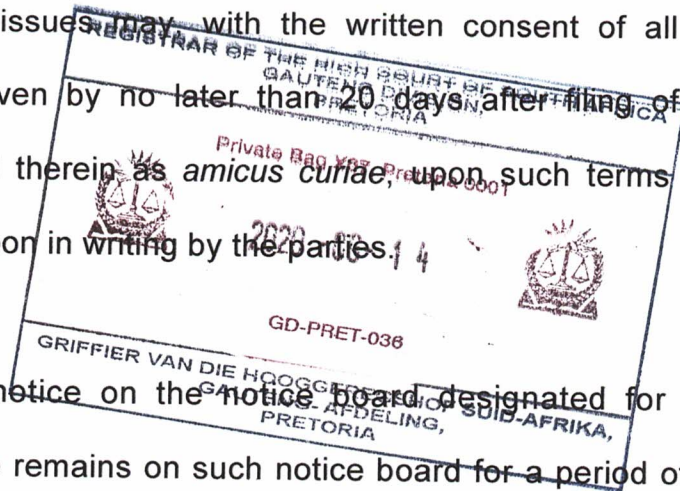 issues may, with the written consent of all
REGISTRAR OF THE HIGH COURT OF SOUTH AFRICA
GAUTENG DIVISION,
PRETORIA
ven by no later than 20 days after filing of
Private Bag X67, Pretoria 0001
therein as amicus curiae, upon such terms
on in writing by the parties.
2020 14
GD-PRET-036
GRIFFIER VAN DIE HOOGGEREGSHOF SUID-AFRIKA,
GAUTENG-AFDELING,
PRETORIA
notice on the notice board designated for
remains on such notice board for a period of